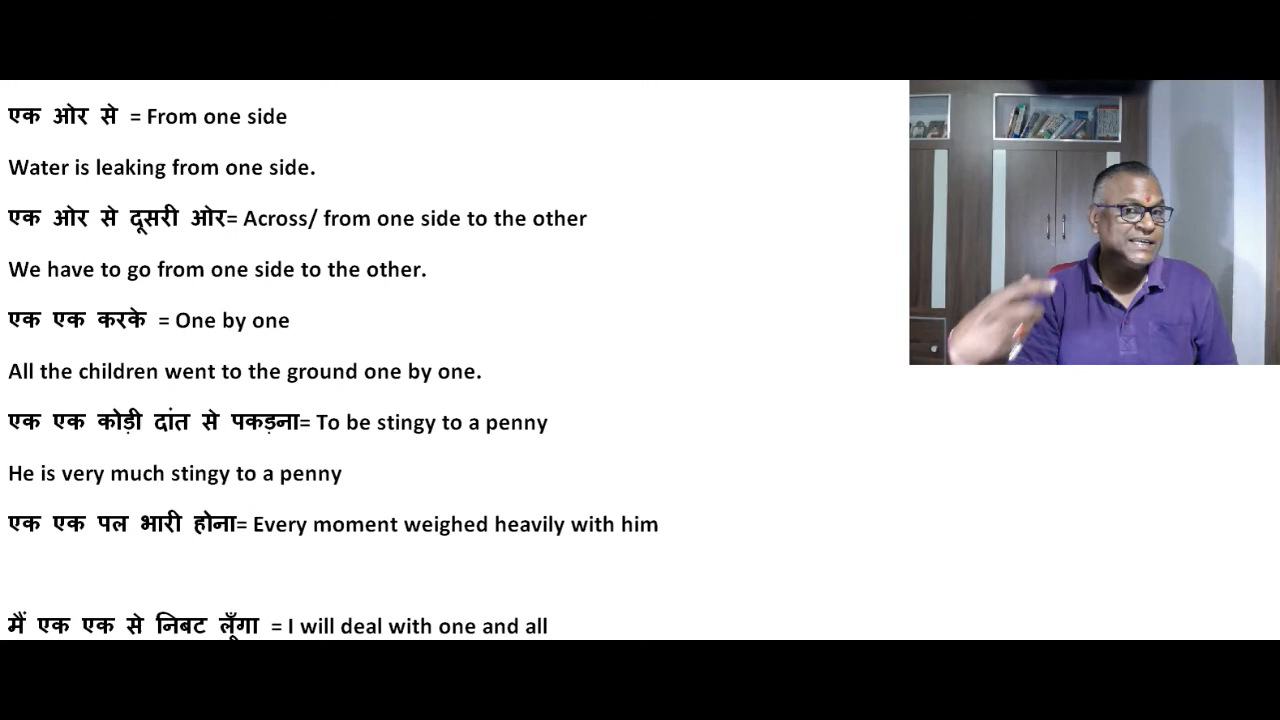 एक ओर से = From one side
Water is leaking from one side.
एक ओर से दूसरी ओर= Across/ from one side to the other
We have to go from one side to the other.
एक एक करके = One by one
All the children went to the ground one by one.
एक एक कोड़ी दांत से पकड़ना= To be stingy to a penny
He is very much stingy to a penny
एक एक पल भारी होना= Every moment weighed heavily with him
मैं एक एक से निबट लूँगा = I will deal with one and all